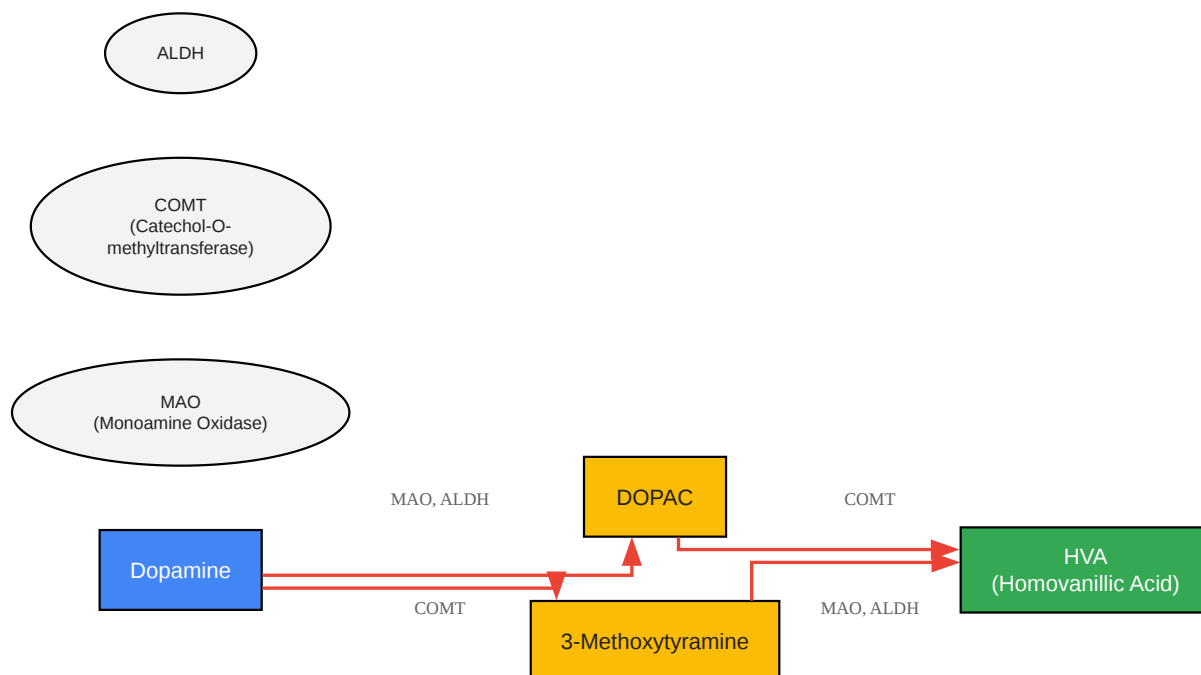 ALDH
COMT
(Catechol-O-
methyltransferase)
MAO
(Monoamine Oxidase)
MAO, ALDH
DOPAC
COMT
Dopamine
HVA
(Homovanillic Acid)
COMT
3-Methoxytyramine
MAO, ALDH